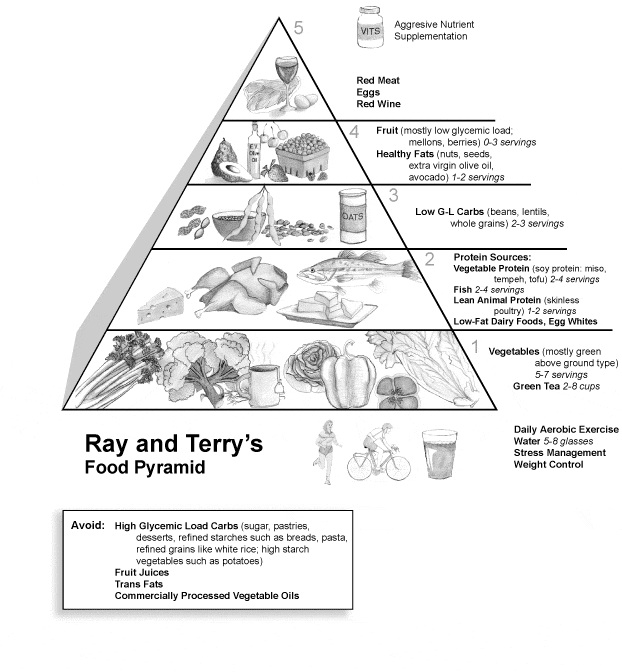 5
VITS
Aggresive Nutrient
Supplementation
Red Meat
Eggs
Red Wine
4
E.V.
Olive
Oil
Fruit (mostly low glycemic load;
mellons, berries) 0-3 servings
Healthy Fats (nuts, seeds,
extra virgin olive oil,
avocado) 1-2 servings
3
OATS
Low G-L Carbs (beans, lentils,
whole grains) 2-3 servings
2
Protein Sources:
Vegetable Protein (soy protein: miso,
tempeh, tofu) 2-4 servings
Fish 2-4 servings
Lean Animal Protein (skinless
poultry) 1-2 servings
Low-Fat Dairy Foods, Egg Whites
1
Vegetables (mostly green
above ground type)
5-7 servings
Green Tea 2-8 cups
Ray and Terry's
Food Pyramid
Daily Aerobic Exercise
Water 5-8 glasses
Stress Management
Weight Control
Avoid: High Glycemic Load Carbs (sugar, pastries,
desserts, refined starches such as breads, pasta,
refined grains like white rice; high starch
vegetables such as potatoes)
Fruit Juices
Trans Fats
Commercially Processed Vegetable Oils